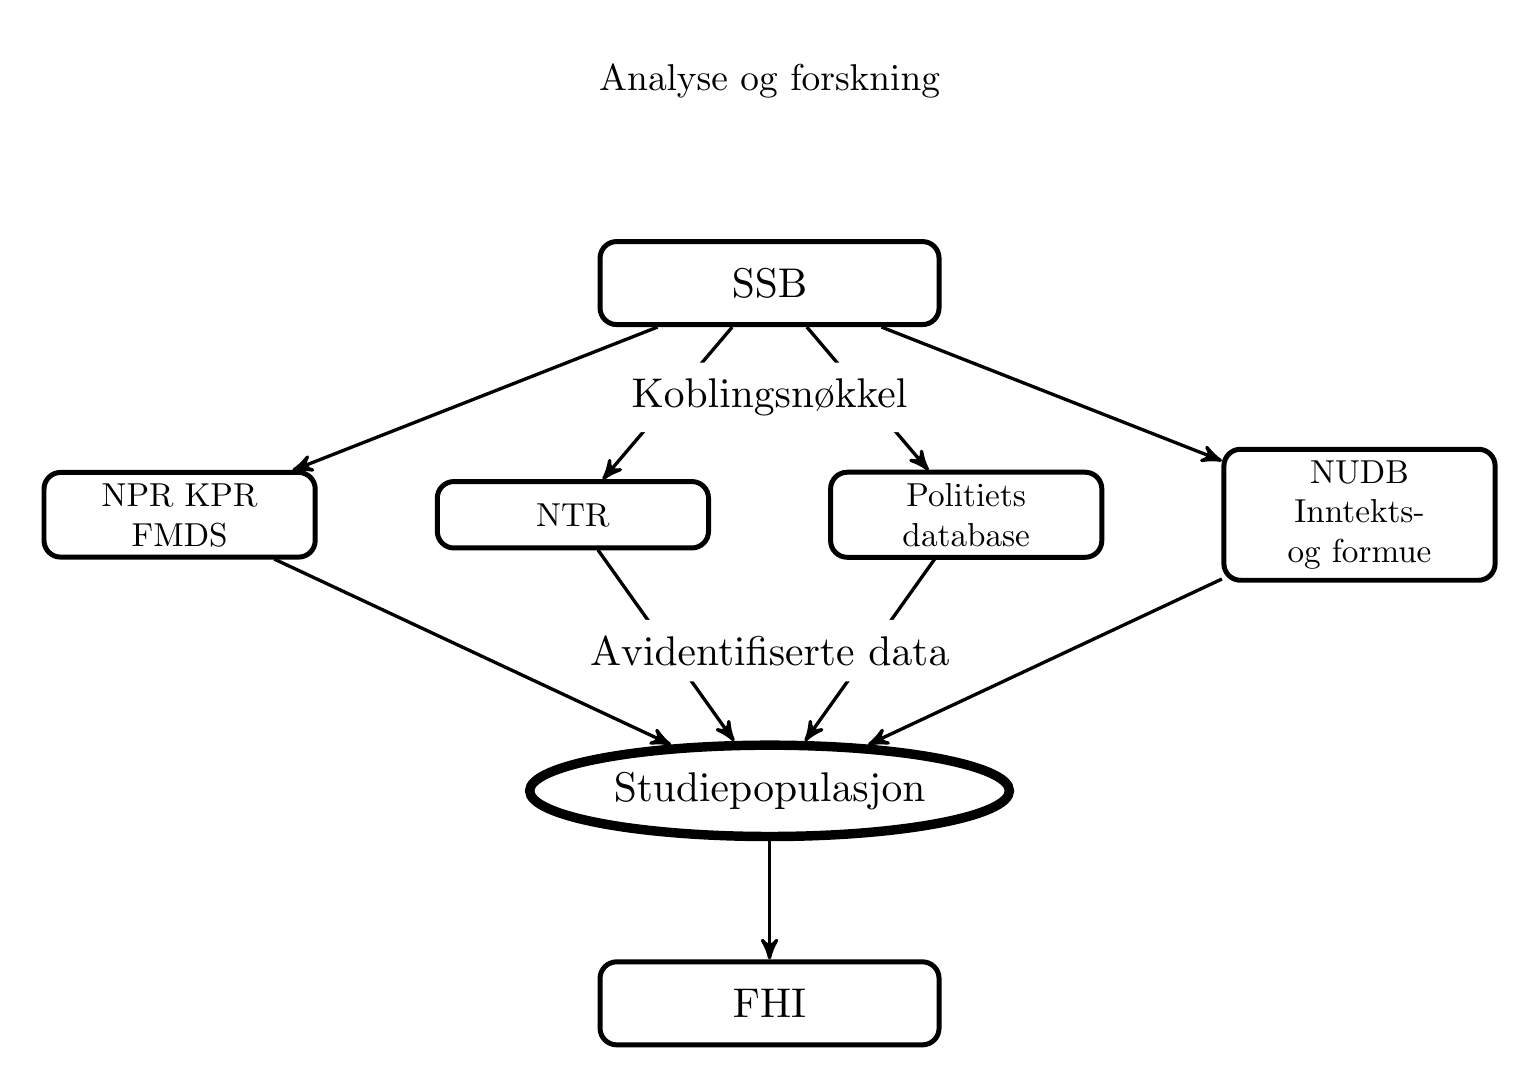 Analyse og forskning
SSB
Koblingsnøkkel
NPR KPR
FMDS
NTR
Politiets
database
NUDB
Inntekts-
og formue
Avidentifiserte data
Studiepopulasjon
FHI